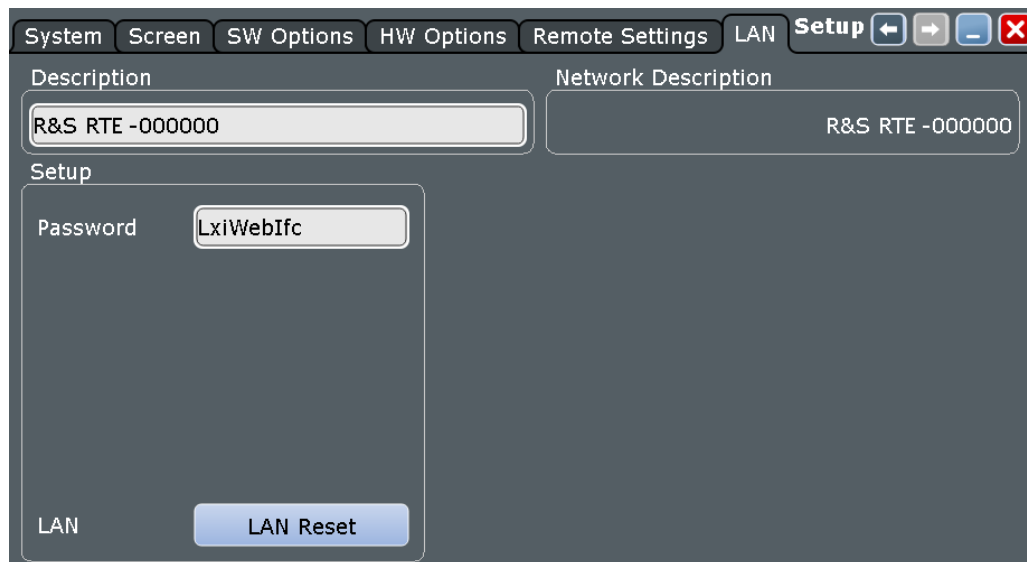 System Screen SW Options HW Options Remote Settings LAN Setup
Description Network Description
R&S RTE -000000 R&S RTE -000000
Setup
Password LxiWebIfc
LAN LAN Reset